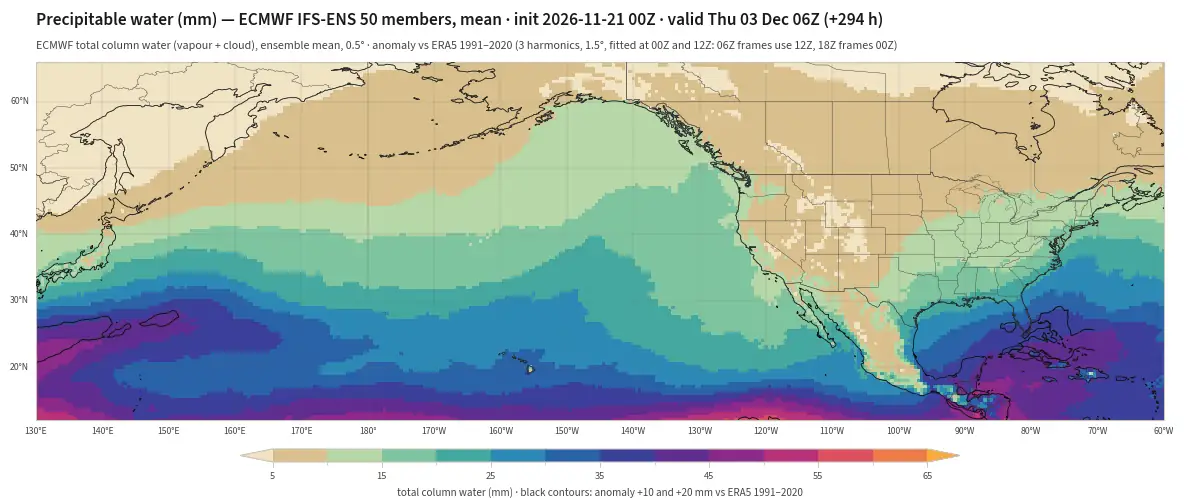 Precipitable water (mm) — ECMWF IFS-ENS 50 members, mean · init 2026-11-21 00Z · valid Thu 03 Dec 06Z (+294 h)
ECMWF total column water (vapour + cloud), ensemble mean, 0.5° · anomaly vs ERA5 1991–2020 (3 harmonics, 1.5°, fitted at 00Z and 12Z: 06Z frames use 12Z, 18Z frames 00Z)
60°N
50°N
40°N
30°N
20°N
130°E 140°E 150°E 160°E 170°E 180° 170°W 160°W 150°W 140°W 130°W 120°W 110°W 100°W 90°W 80°W 70°W 60°W
5 15 25 35 45 55 65
total column water (mm) · black contours: anomaly +10 and +20 mm vs ERA5 1991–2020